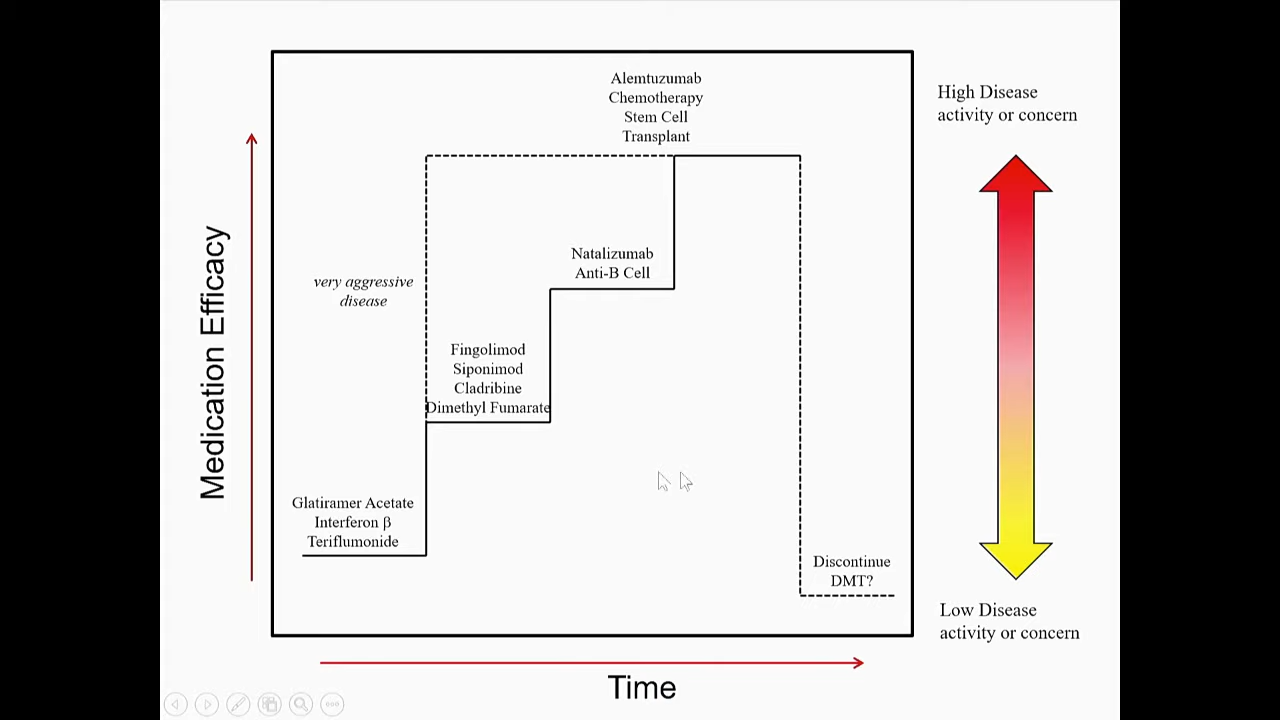 Alemtuzumab
Chemotherapy
Stem Cell
Transplant
High Disease
activity or concern
Natalizumab
Anti-B Cell
very aggressive
disease
Medication Efficacy
Fingolimod
Siponimod
Cladribine
Dimethyl Fumarate
Glatiramer Acetate
Interferon β
Teriflumonide
Discontinue
DMT?
Low Disease
activity or concern
Time